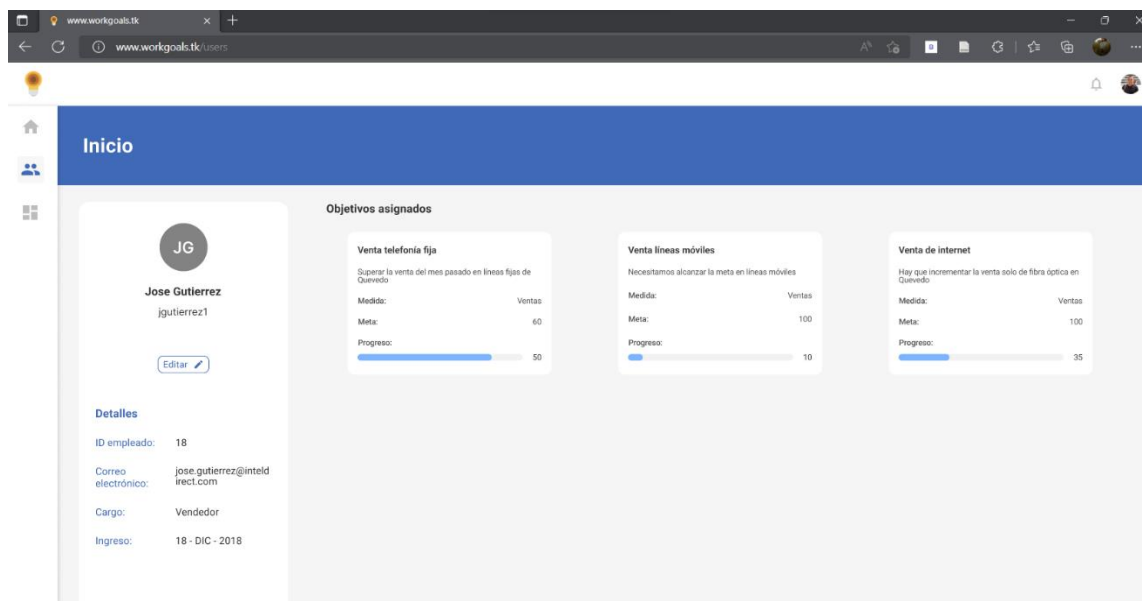 www.workgoals.tk
www.workgoals.tk/users
Inicio
JG
Jose Gutierrez
jgutierrez1
Editar
Detalles
ID empleado: 18
Correo electrónico: jose.gutierrez@inteldirect.com
Cargo: Vendedor
Ingreso: 18 - DIC - 2018
Objetivos asignados
Venta telefonía fija
Superar la venta del mes pasado en líneas fijas de
Quevedo
Medida: Ventas
Meta: 60
Progreso:
50
Venta líneas móviles
Necesitamos alcanzar la meta en líneas móviles
Medida: Ventas
Meta: 100
Progreso:
10
Venta de internet
Hay que incrementar la venta solo de fibra óptica en
Quevedo
Medida: Ventas
Meta: 100
Progreso:
35